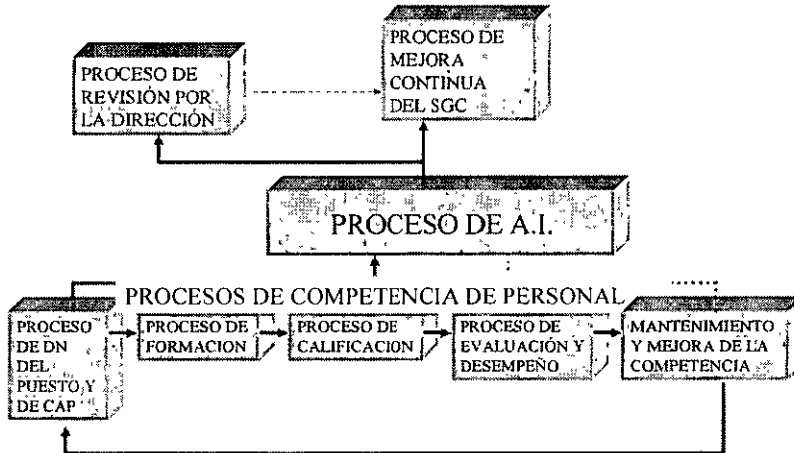 PROCESO DE
REVISIÓN POR
LA DIRECCIÓN
PROCESO DE
MEJORA
CONTINUA
DEL SGC
PROCESO DE A.I.
PROCESOS DE COMPETENCIA DE PERSONAL
PROCESO
DE DN
DEL
PUESTO Y
DE CAP
PROCESO DE
FORMACION
PROCESO DE
CALIFICACION
PROCESO DE
EVALUACIÓN Y
DESEMPEÑO
MANTENIMIENTO
Y MEJORA DE LA
COMPETENCIA